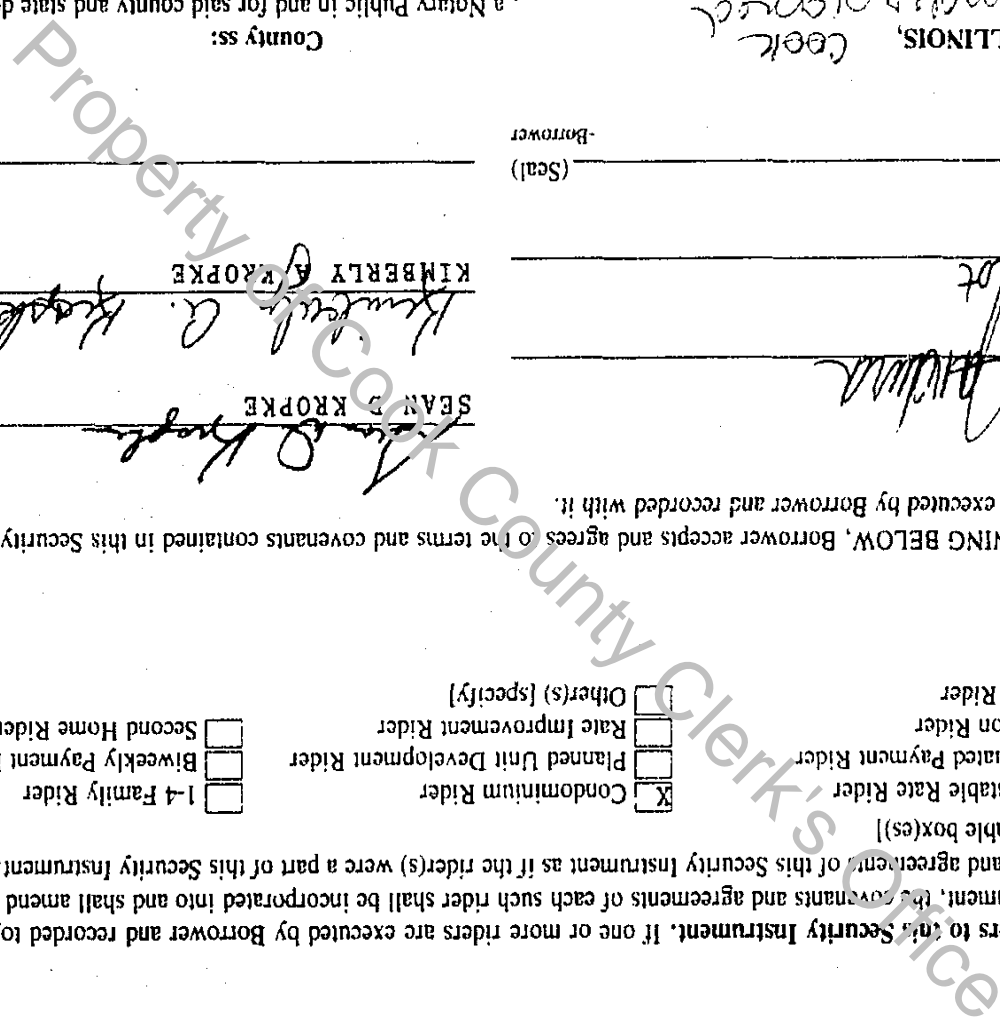 rs to this Security Instrument. If one or more riders are executed by Borrower and recorded to
ment, the covenants and agreements of each such rider shall be incorporated into and shall amend
and agreements of this Security Instrument as if the rider(s) were a part of this Security Instrument.
able box(es)]
stable Rate Rider X Condominium Rider 1-4 Family Rider
uated Payment Rider Planned Unit Development Rider Biweekly Payment
on Rider Rate Improvement Rider Second Home Rider
Rider Other(s) [specify]
NING BELOW, Borrower accepts and agrees to the terms and covenants contained in this Security
executed by Borrower and recorded with it.
Sean D Kropke
SEAN D KROPKE
Kimberly A. Kropke
KIMBERLY A KROPKE
(Seal)
-Borrower
LLINOIS, Cook County ss:
, a Notary Public in and for said county and state d
Property of Cook County Clerk's Office